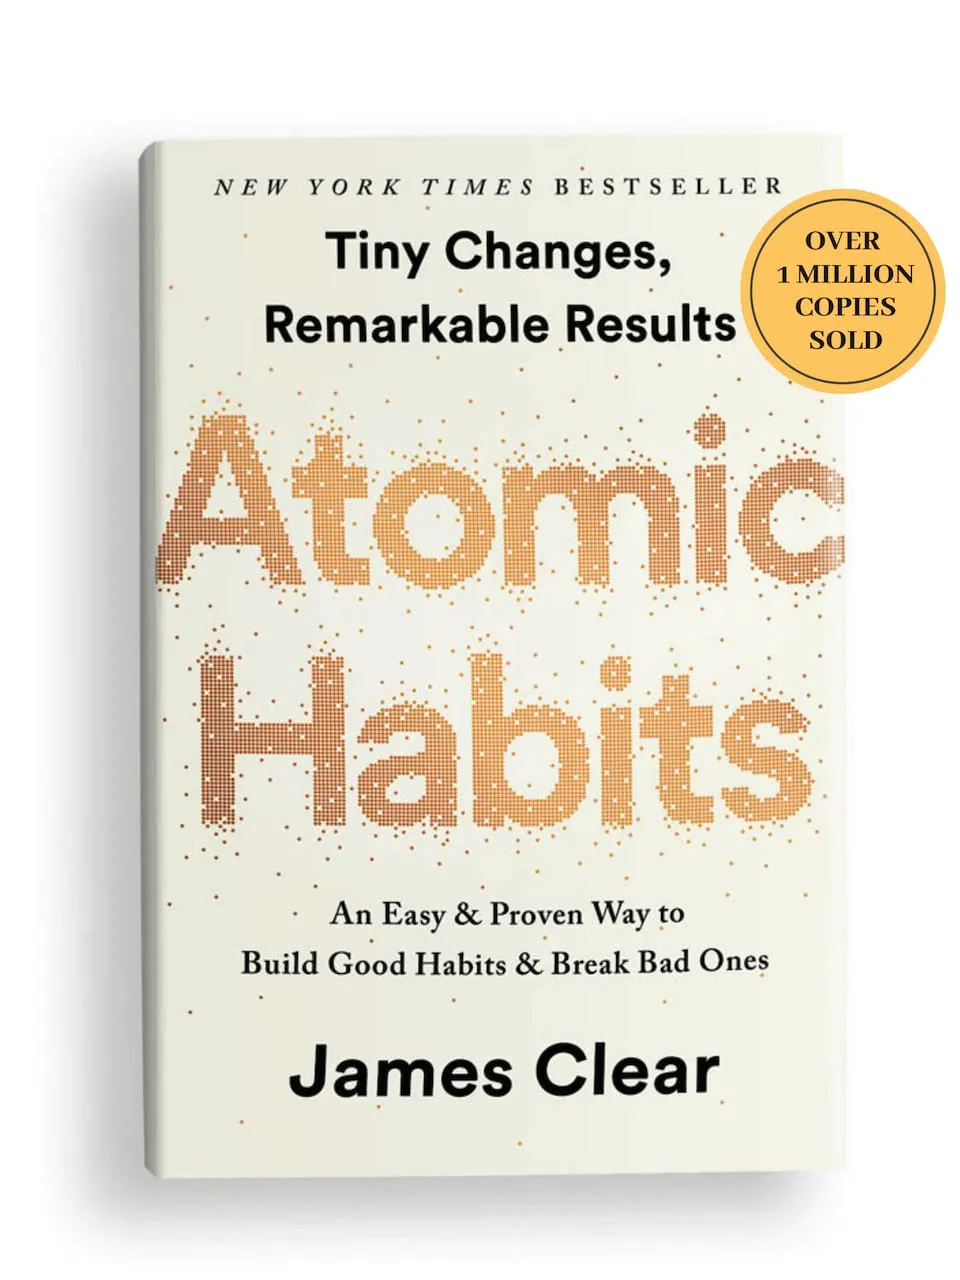 NEW YORK TIMES BESTSELLER
Tiny Changes,
Remarkable Results
OVER
1 MILLION
COPIES
SOLD
Atomic
Habits
An Easy & Proven Way to
Build Good Habits & Break Bad Ones
James Clear